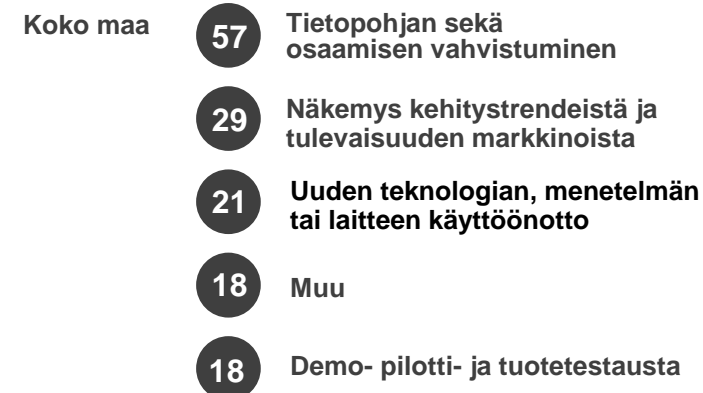 Koko maa
57
Tietopohjan sekä
osaamisen vahvistuminen
29
Näkemys kehitystrendeistä ja
tulevaisuuden markkinoista
21
Uuden teknologian, menetelmän
tai laitteen käyttöönotto
18
Muu
18
Demo- pilotti- ja tuotetestausta